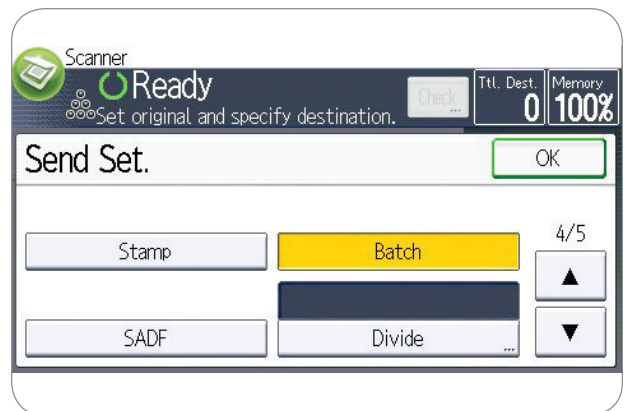 Scanner
Ready
Set original and specify destination.
Check...
Ttl. Dest.
0
Memory
100%
Send Set.
OK
Stamp
Batch
4/5
▲
SADF
Divide...
▼